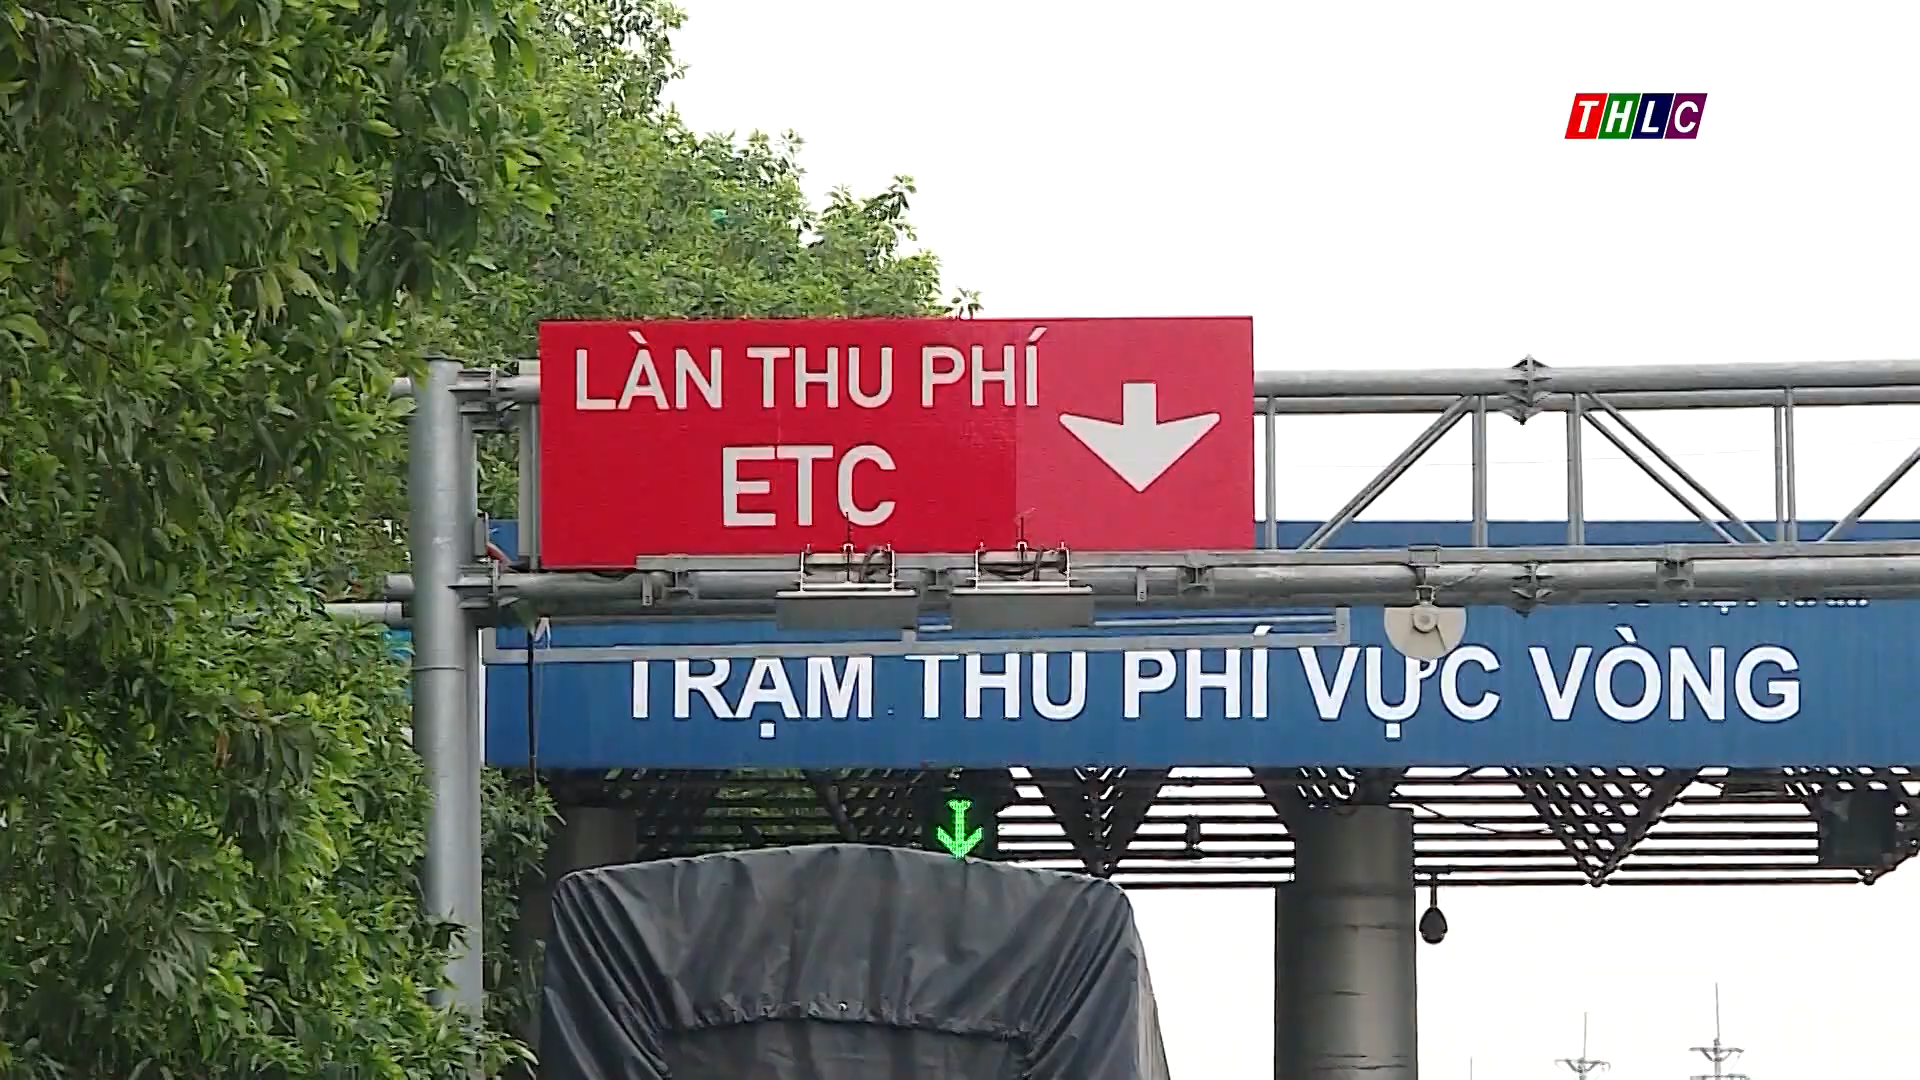 THLC
LÀN THU PHÍ
ETC
TRẠM THU PHÍ VỰC VÒNG